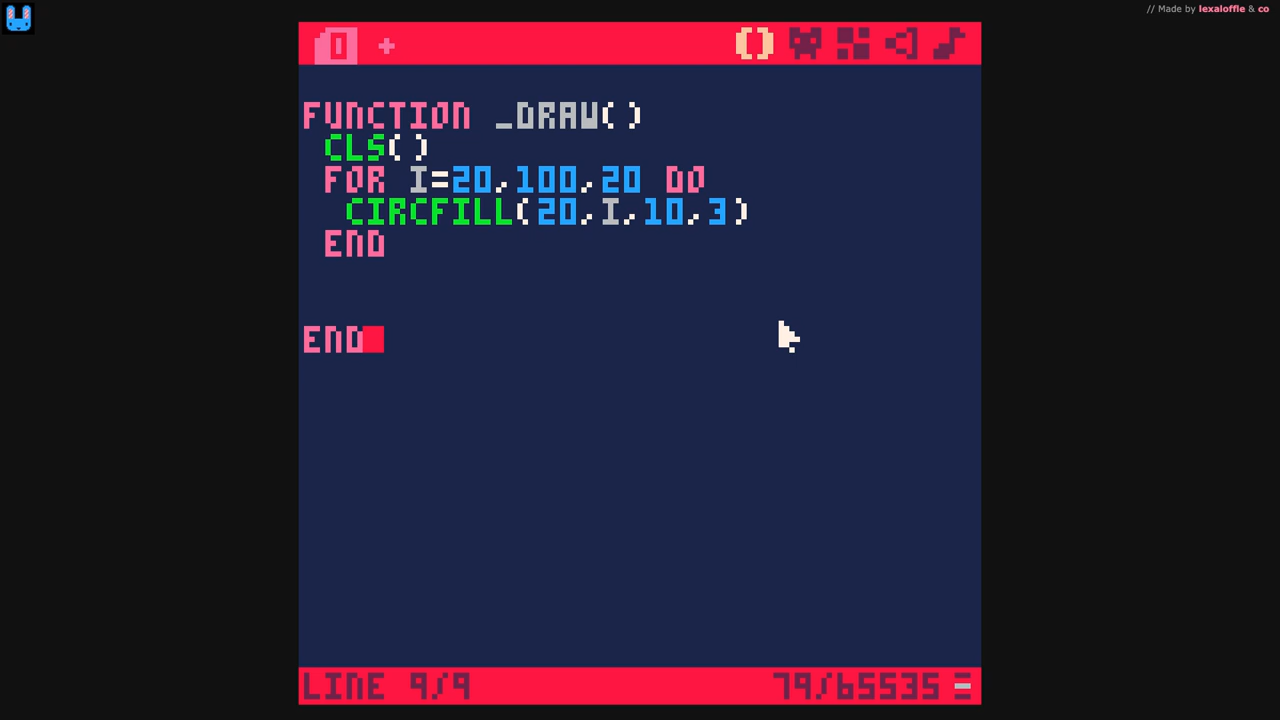 // Made by lexaloffle & co
0 +
FUNCTION _DRAW()
CLS()
FOR I=20,100,20 DO
CIRCFILL(20,I,10,3)
END
END
LINE 9/9
79/65535